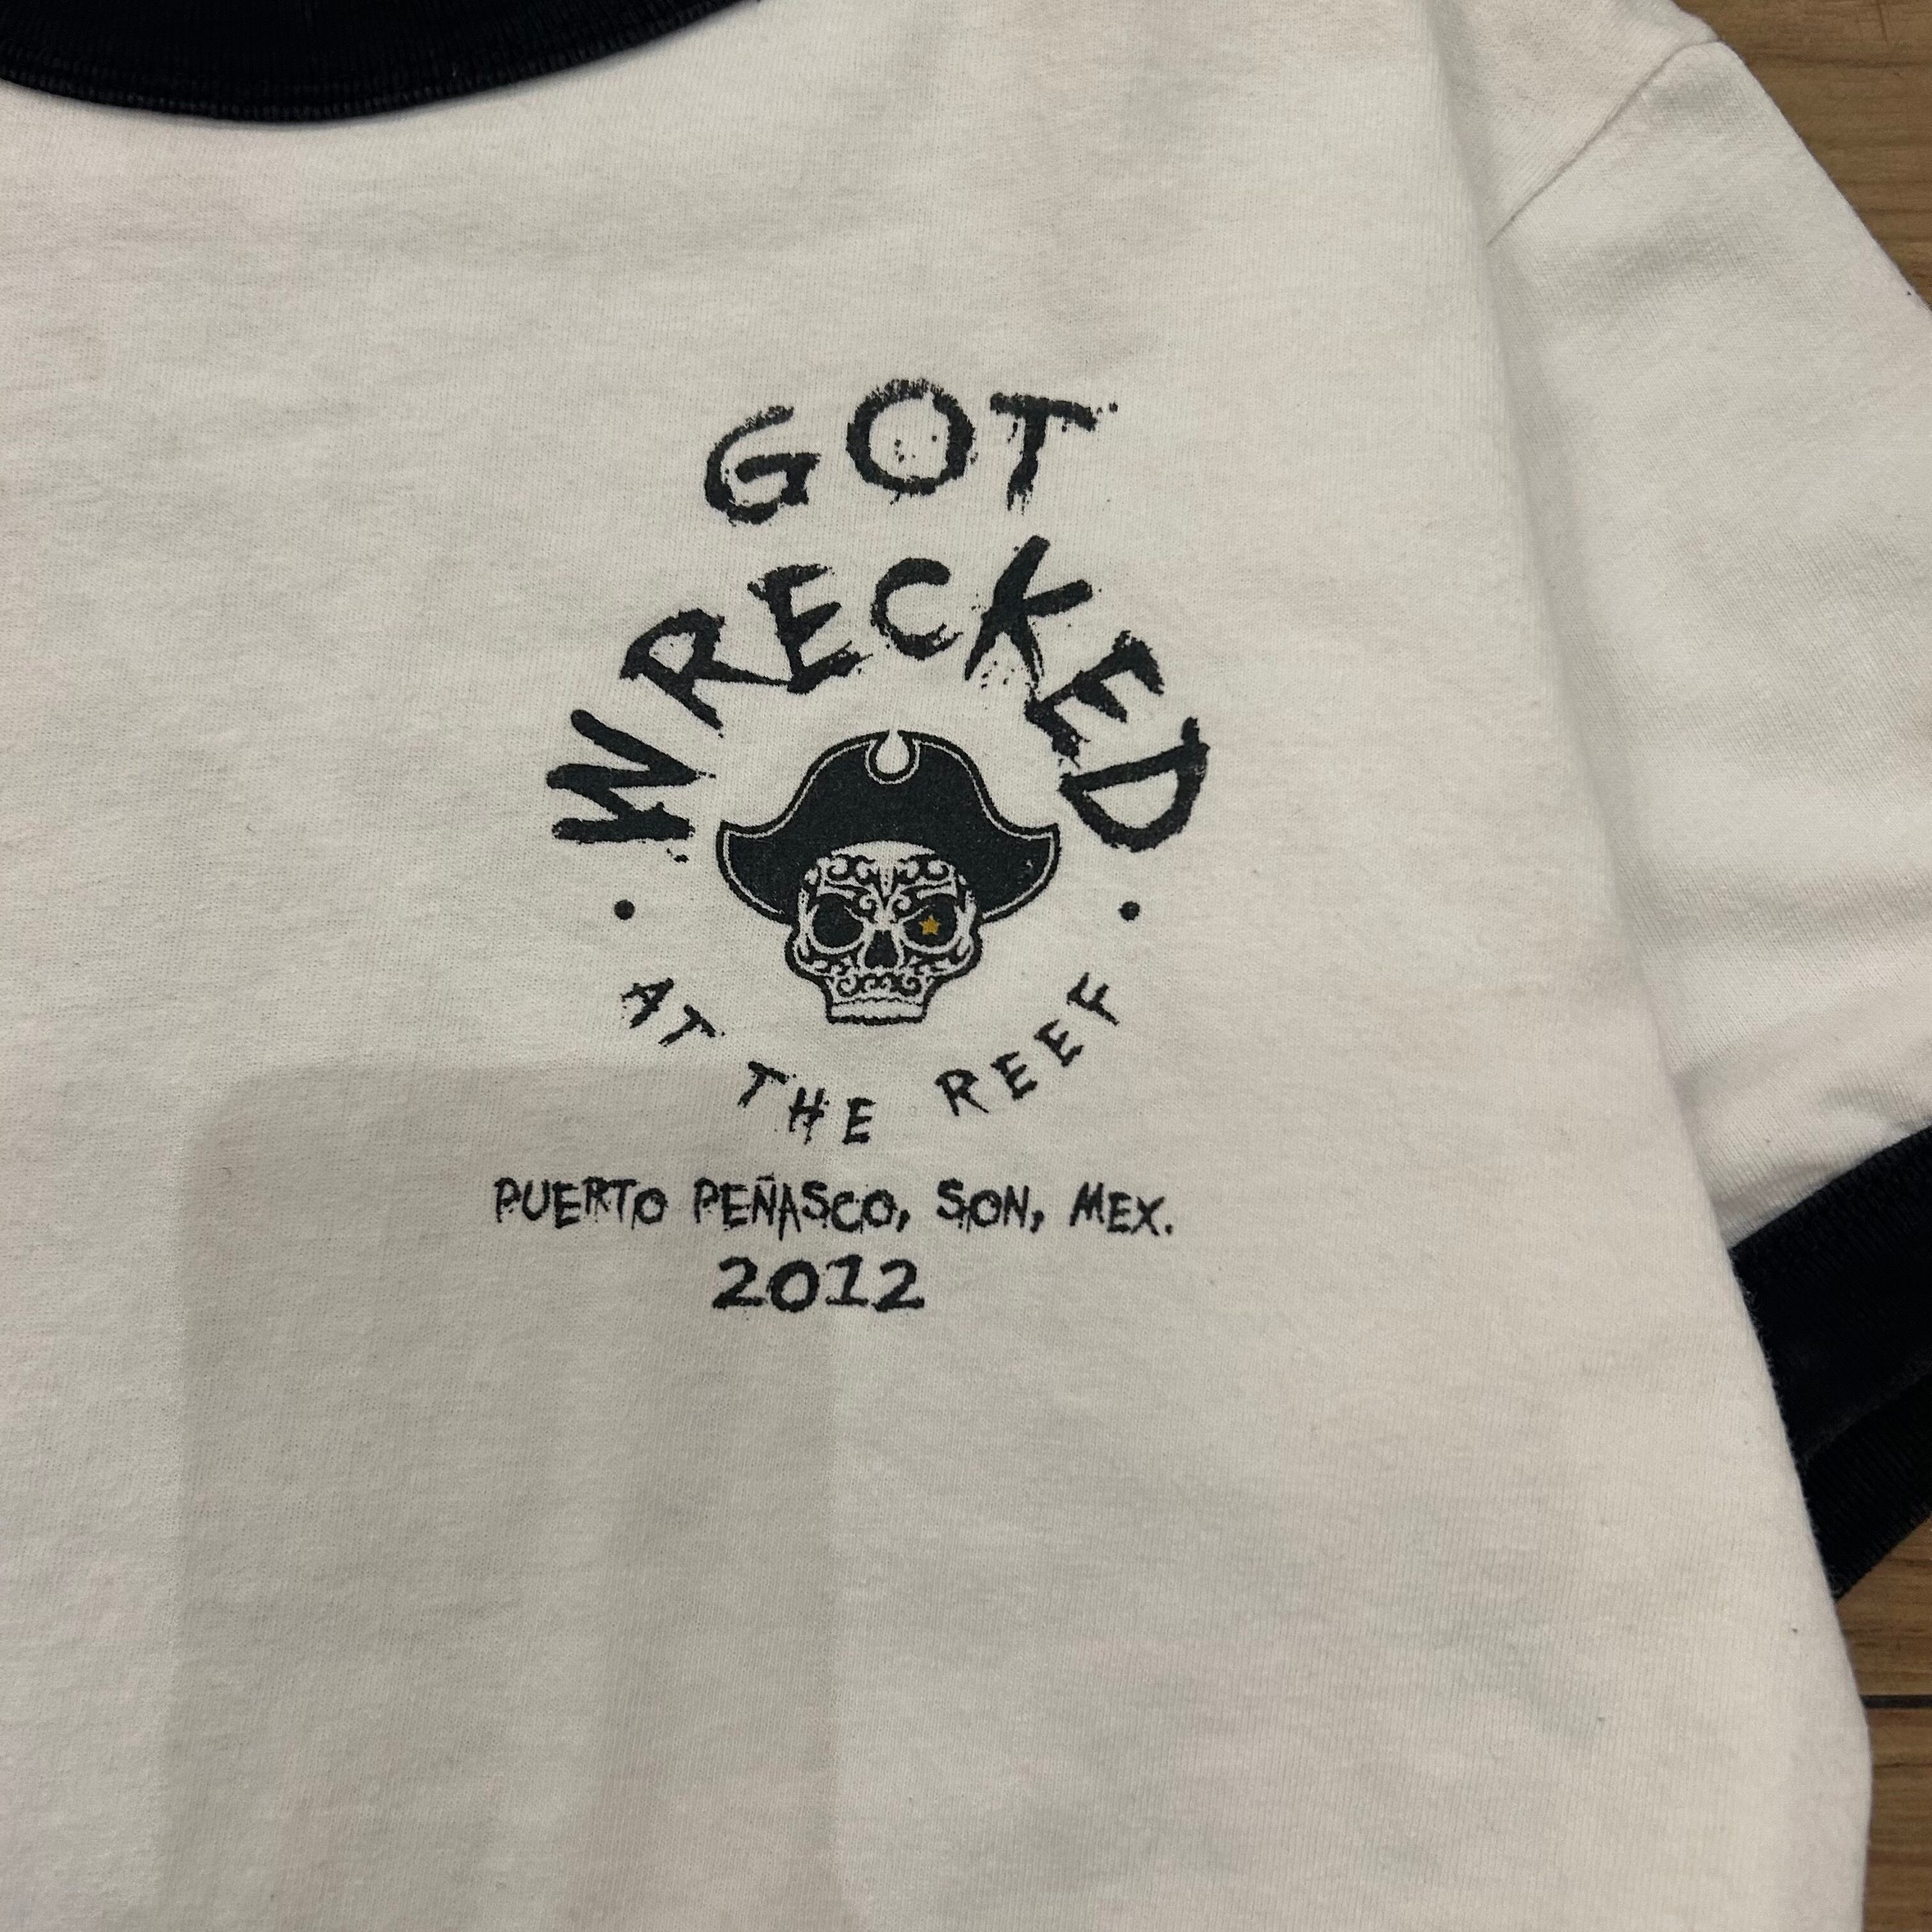 GOT
WRECKED
• AT THE REEF •
PUERTO PEÑASCO, SON, MEX.
2012